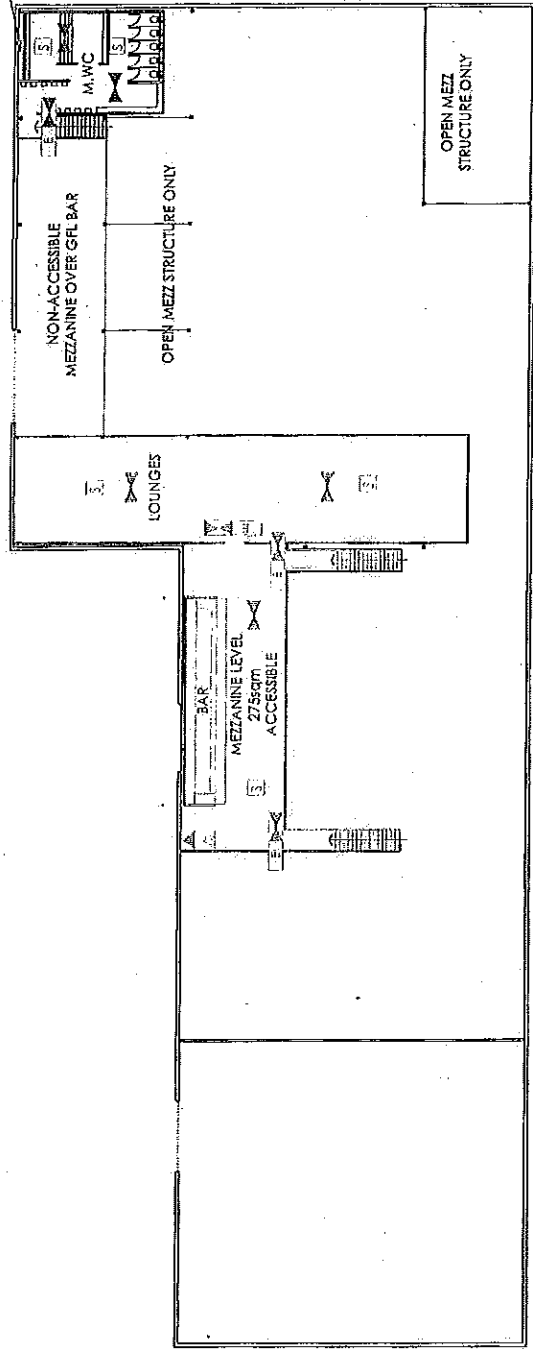 S
S
M.WC
E
NON-ACCESSIBLE
MEZZANINE OVER GFL BAR
OPEN MEZZ STRUCTURE ONLY
OPEN MEZZ
STRUCTURE ONLY
S
LOUNGES
S
E
BAR
MEZZANINE LEVEL
275sqm
ACCESSIBLE
S
E